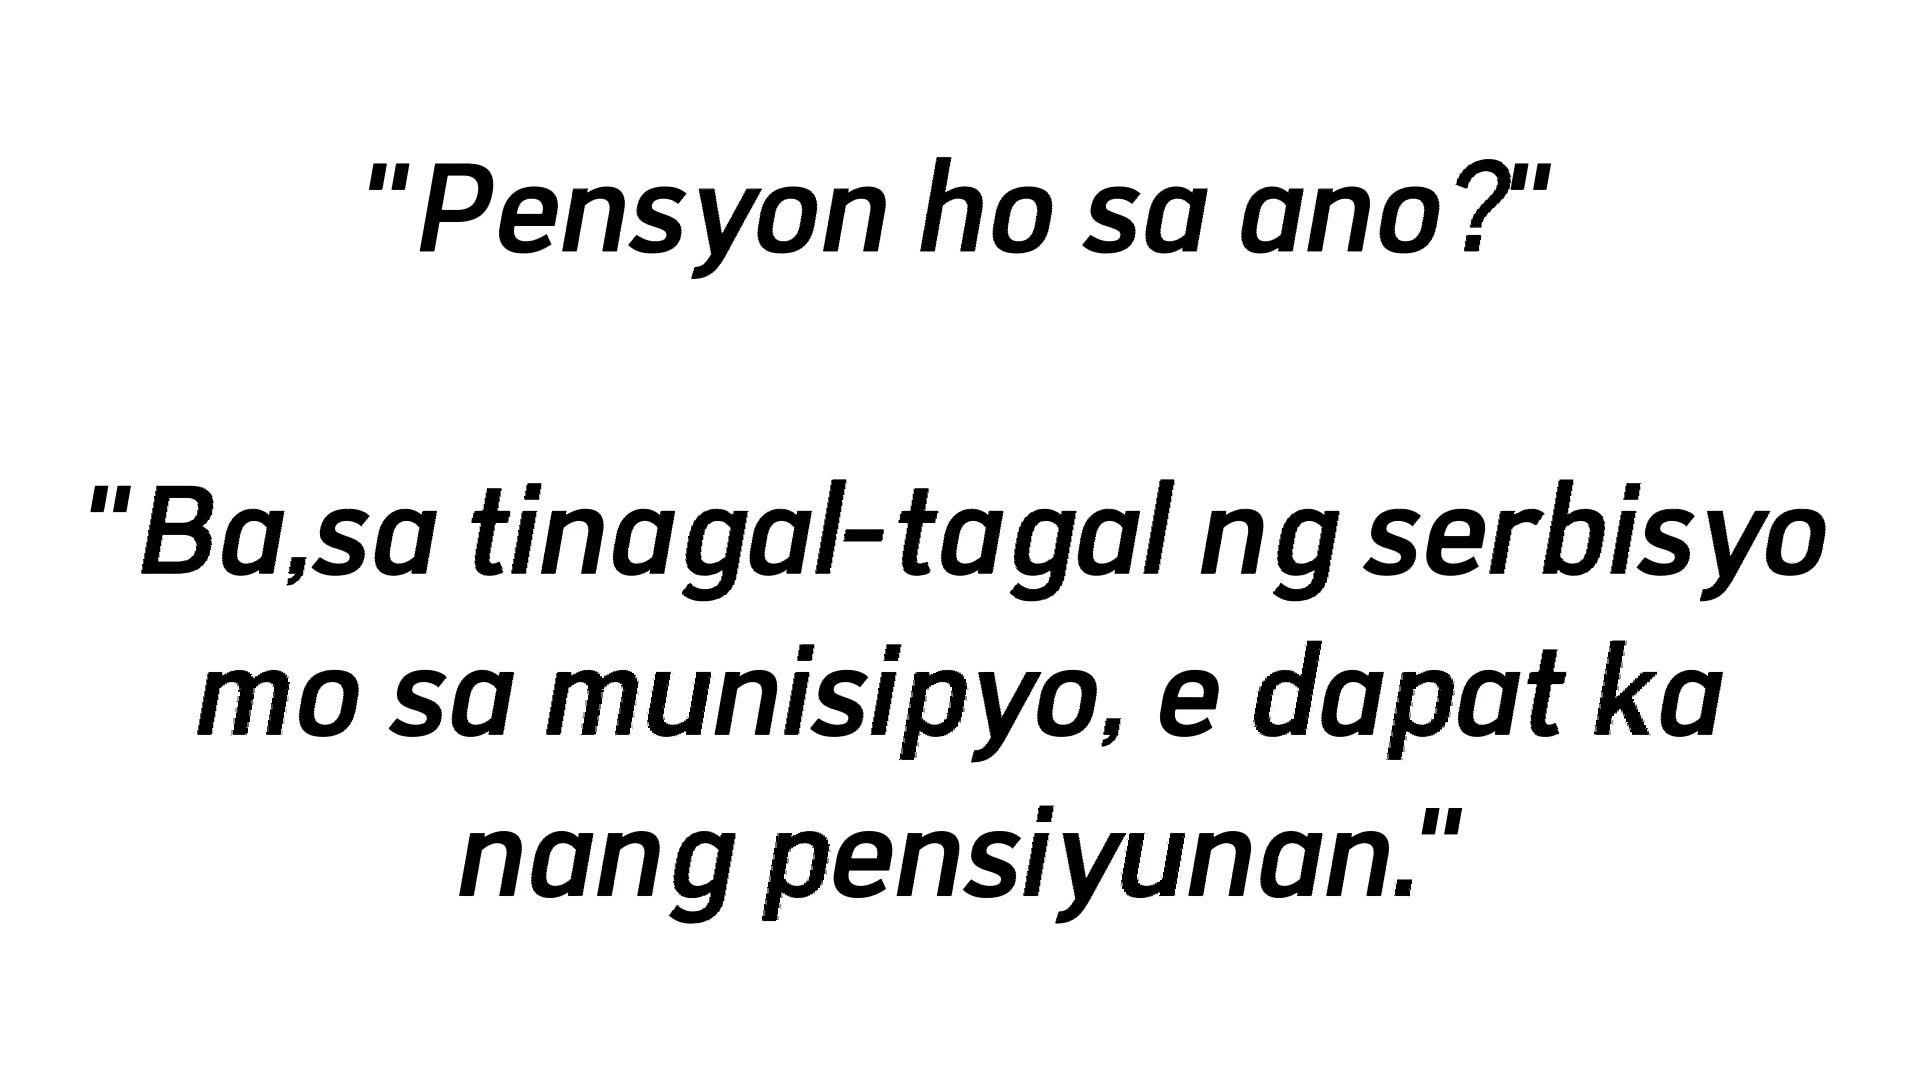 "Pensyon ho sa ano?"
"Ba,sa tinagal-tagal ng serbisyo
mo sa munisipyo, e dapat ka
nang pensiyunan."